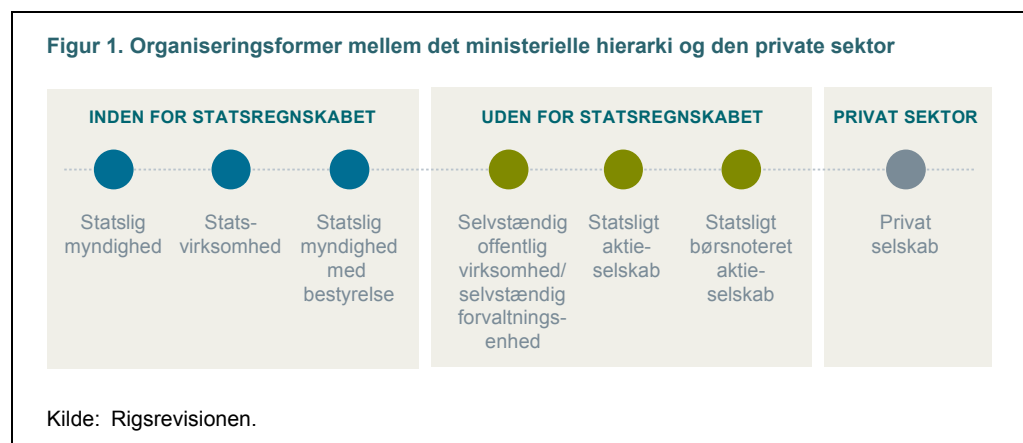 Figur 1. Organiseringsformer mellem det ministerielle hierarki og den private sektor
INDEN FOR STATSREGNSKABET
Statslig
myndighed
Stats-
virksomhed
Statslig
myndighed
med
bestyrelse
UDEN FOR STATSREGNSKABET
Selvstændig
offentlig
virksomhed/
selvstændig
forvaltnings-
enhed
Statsligt
aktie-
selskab
Statsligt
børsnoteret
aktie-
selskab
PRIVAT SEKTOR
Privat
selskab
Kilde: Rigsrevisionen.